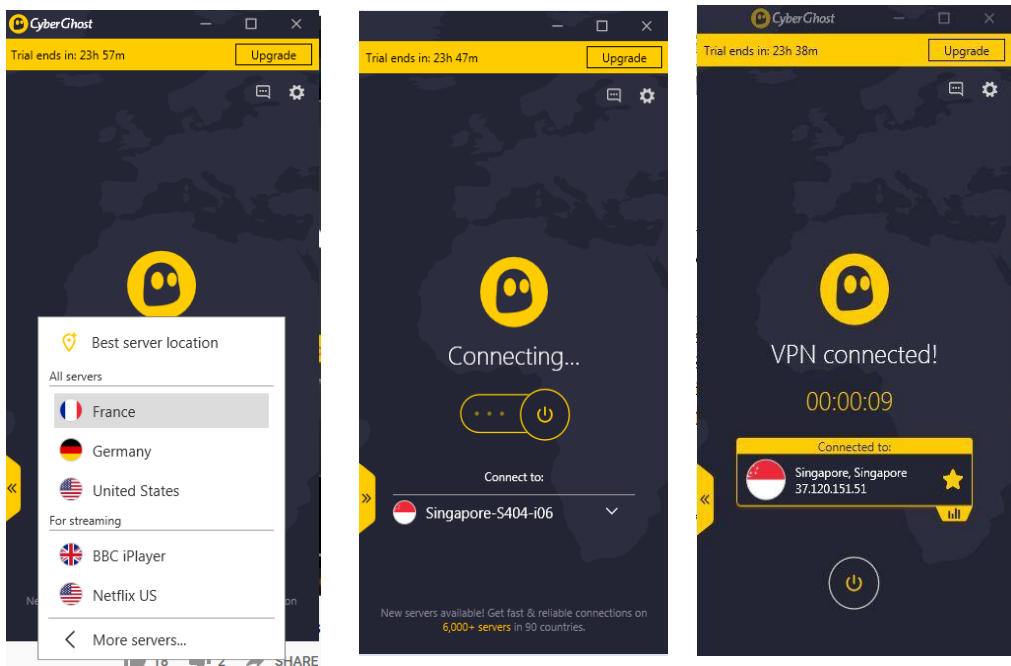 CyberGhost
Trial ends in: 23h 57m
Upgrade
Best server location
All servers
France
Germany
United States
For streaming
BBC iPlayer
Netflix US
More servers...
Ne
on
18
2
SHARE
Trial ends in: 23h 47m
Upgrade
Connecting...
Connect to:
Singapore-S404-i06
New servers available! Get fast & reliable connections on
6,000+ servers in 90 countries.
CyberGhost
Trial ends in: 23h 38m
Upgrade
VPN connected!
00:00:09
Connected to:
Singapore, Singapore
37.120.151.51